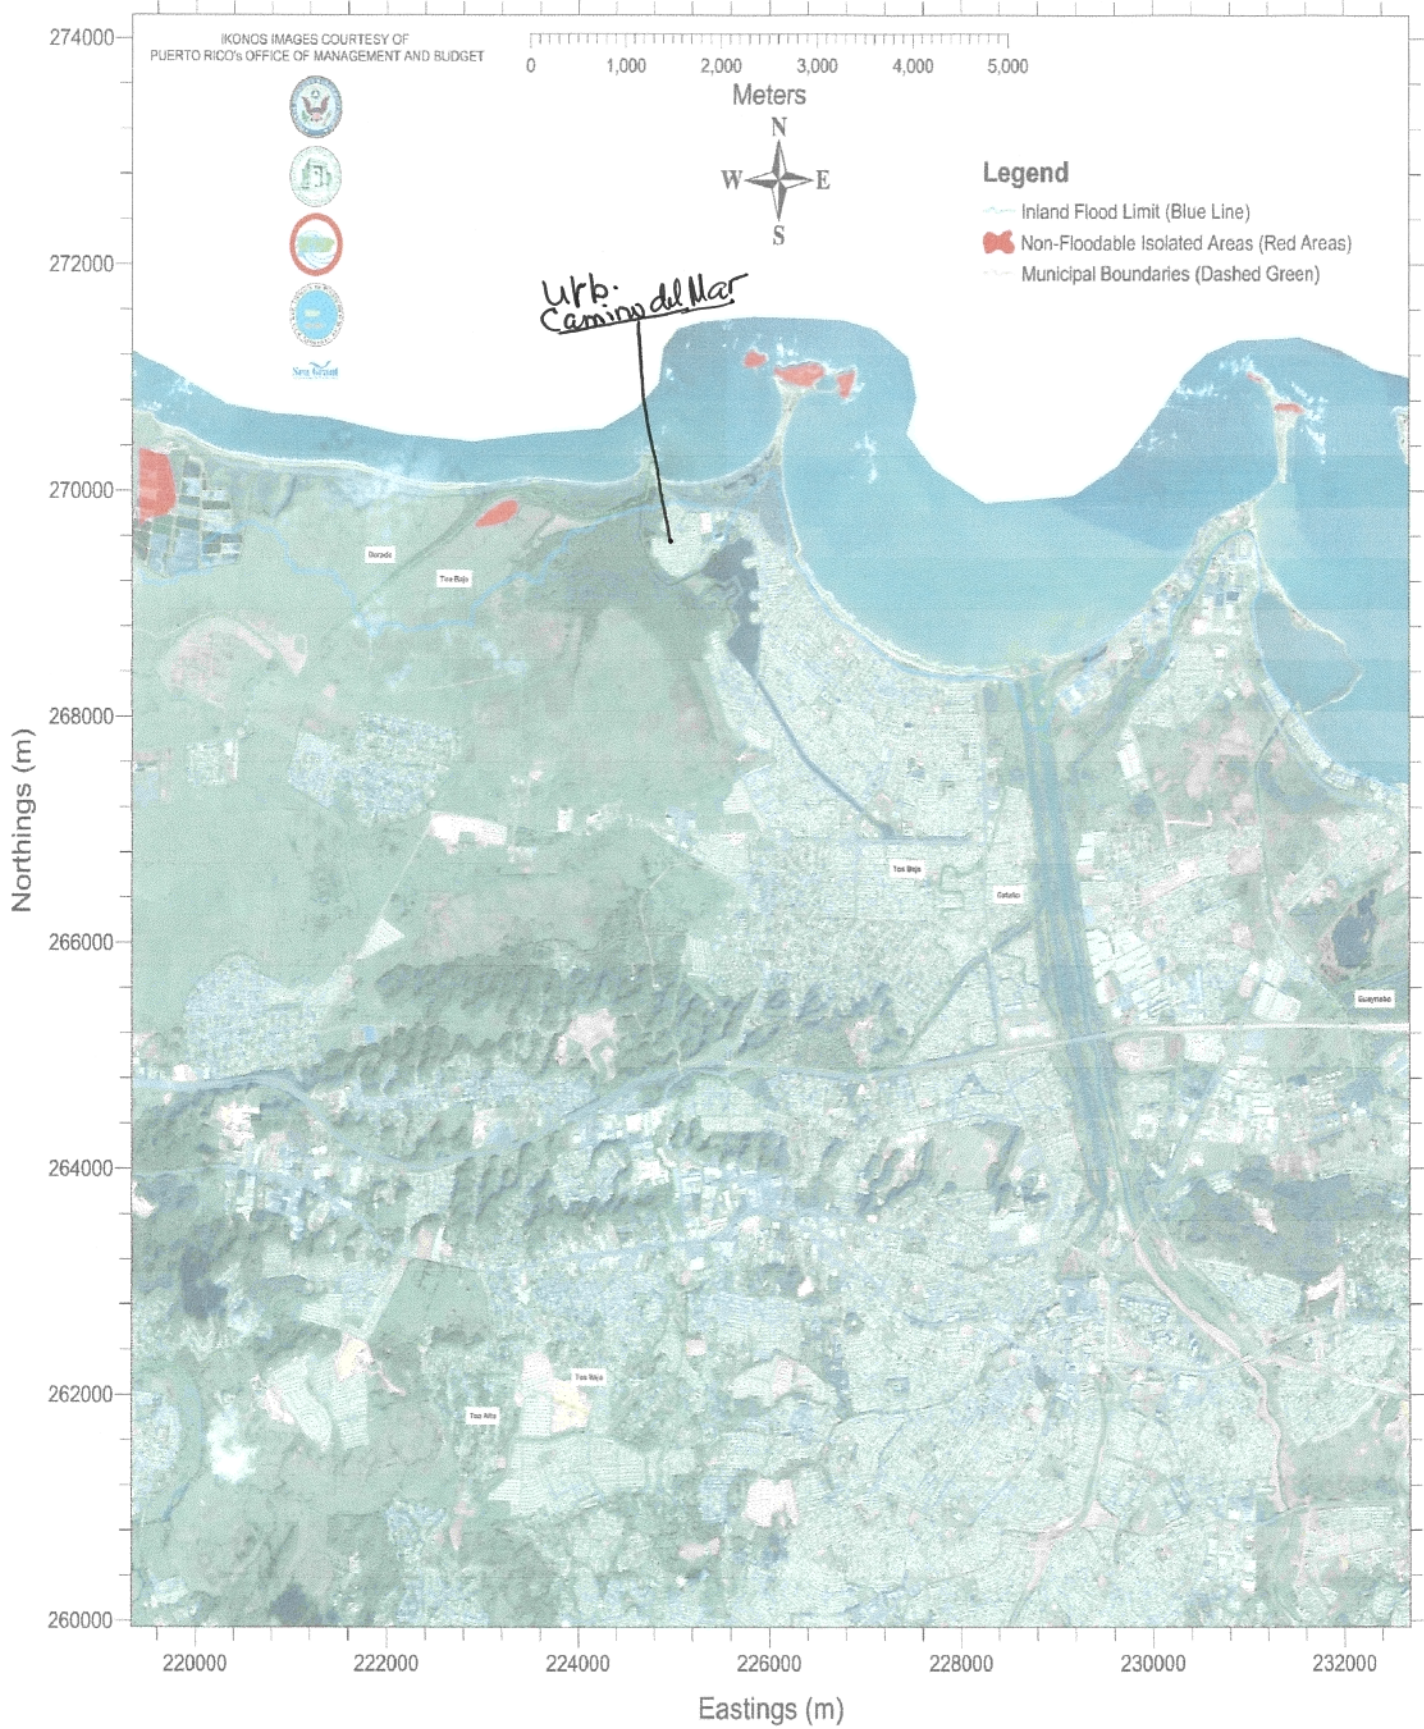 IKONOS IMAGES COURTESY OF
PUERTO RICO's OFFICE OF MANAGEMENT AND BUDGET
0 1,000 2,000 3,000 4,000 5,000
Meters
N
W E
S
Legend
Inland Flood Limit (Blue Line)
Non-Floodable Isolated Areas (Red Areas)
Municipal Boundaries (Dashed Green)
Sea Grant
Urb.
Camino del Mar
274000
272000
270000
268000
266000
264000
262000
260000
Northings (m)
Dorado
Toa Baja
Toa Baja
Cataño
Guaynabo
Toa Baja
Toa Alta
220000 222000 224000 226000 228000 230000 232000
Eastings (m)